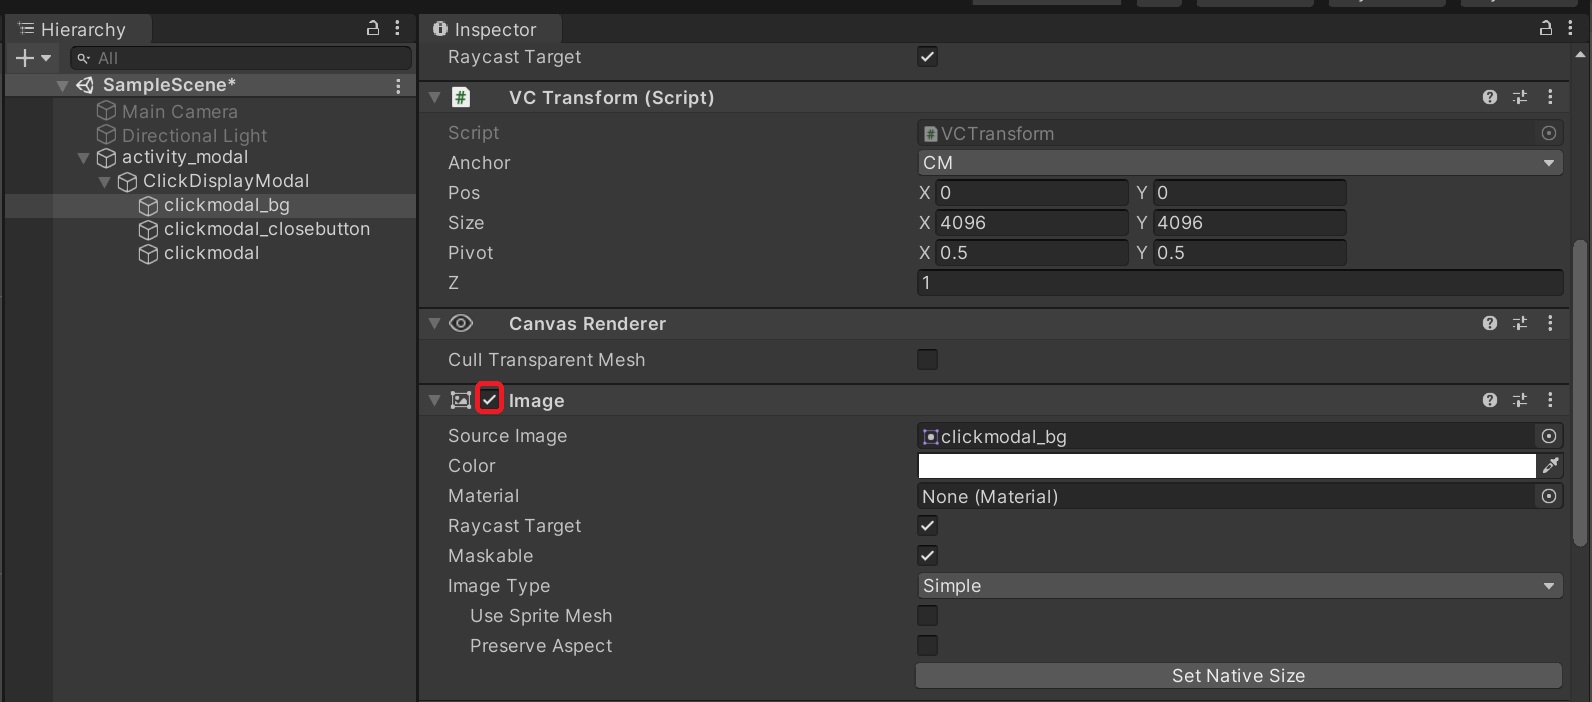 Hierarchy
All
SampleScene*
Main Camera
Directional Light
activity_modal
ClickDisplayModal
clickmodal_bg
clickmodal_closebutton
clickmodal
Inspector
Raycast Target
# VC Transform (Script)
Script # VCTransform
Anchor CM
Pos X 0 Y 0
Size X 4096 Y 4096
Pivot X 0.5 Y 0.5
Z 1
Canvas Renderer
Cull Transparent Mesh
Image
Source Image clickmodal_bg
Color
Material None (Material)
Raycast Target
Maskable
Image Type Simple
Use Sprite Mesh
Preserve Aspect
Set Native Size